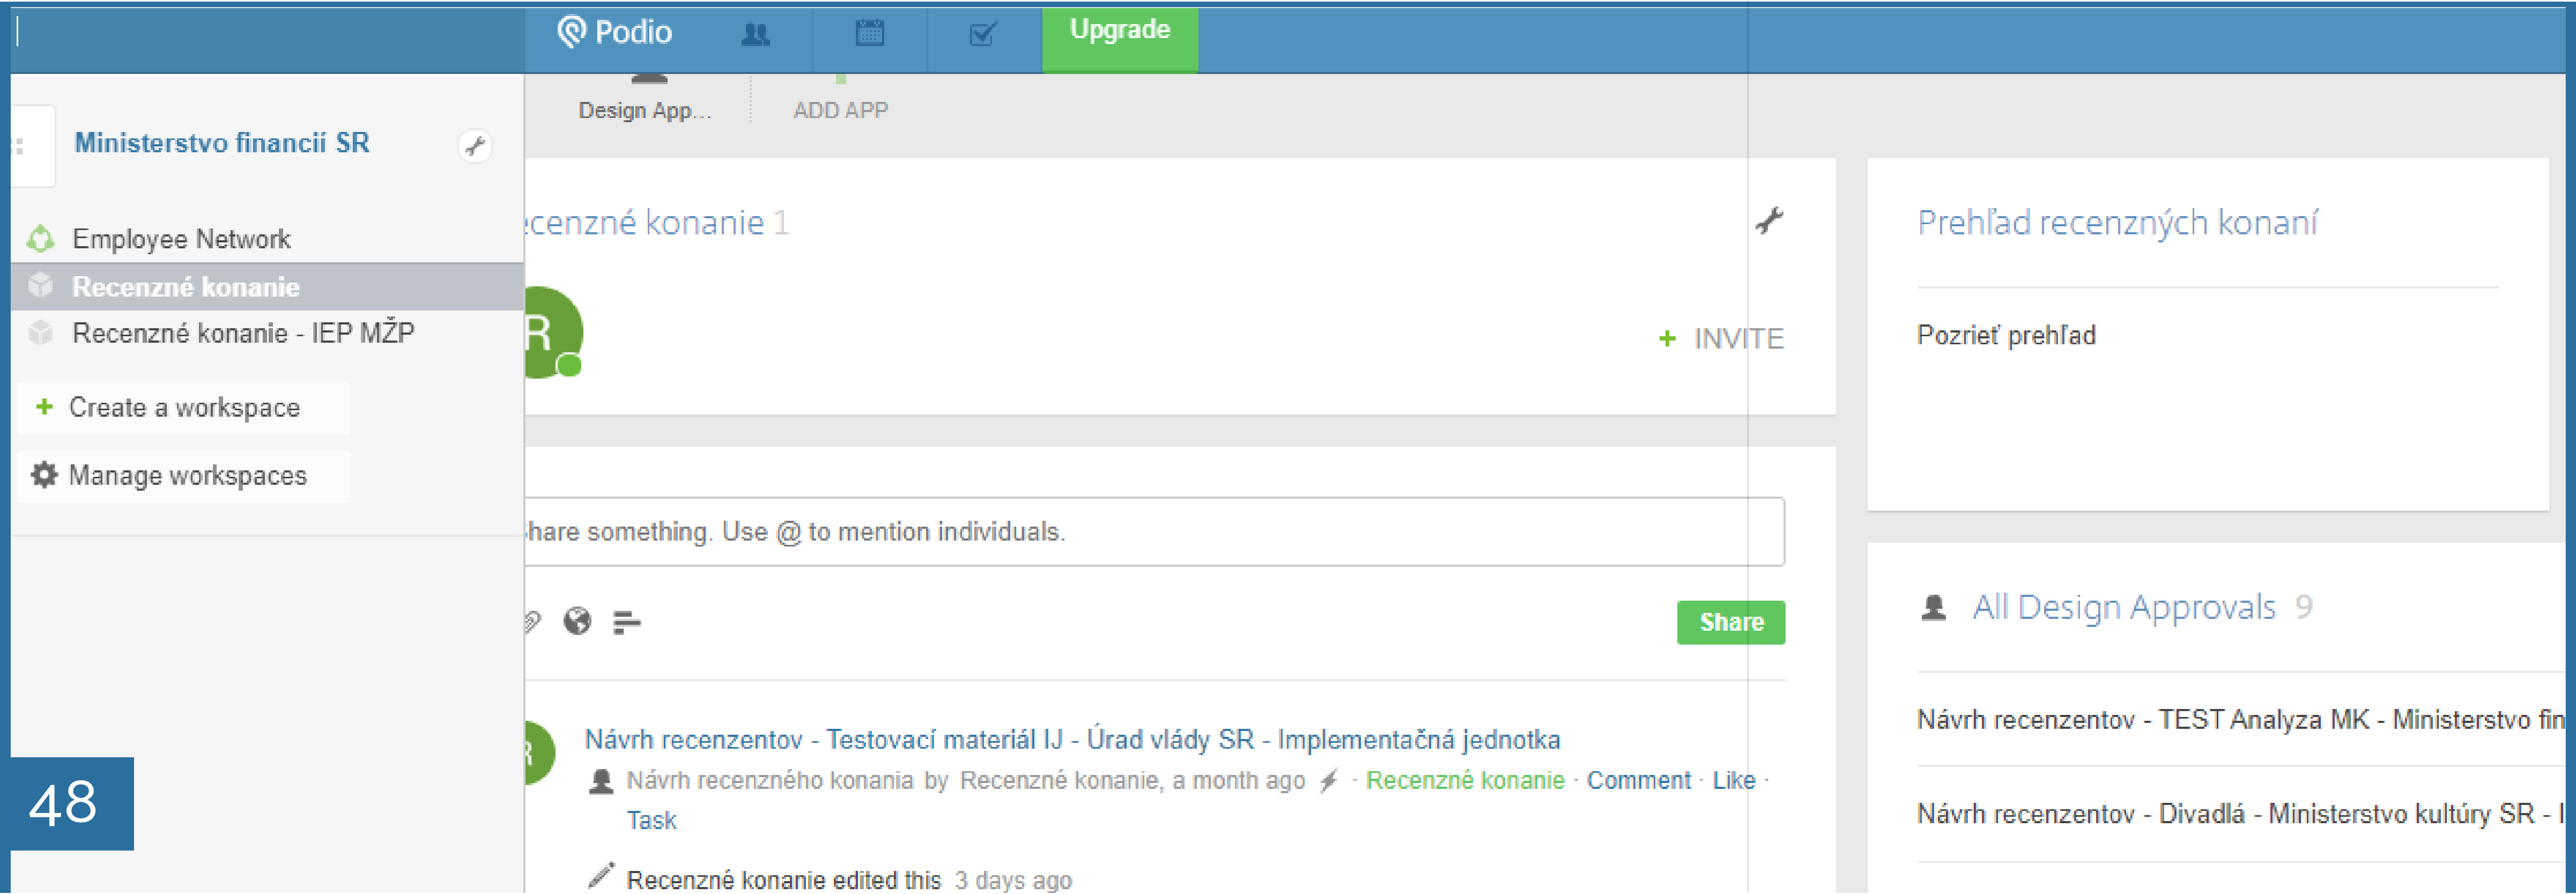 Podio
Upgrade
Design App...
ADD APP
Ministerstvo financií SR
Employee Network
Recenzné konanie
Recenzné konanie - IEP MŽP
Create a workspace
Manage workspaces
ecenzné konanie 1
R
+ INVITE
hare something. Use @ to mention individuals.
Share
Návrh recenzentov - Testovací materiál IJ - Úrad vlády SR - Implementačná jednotka
Návrh recenzného konania by Recenzné konanie, a month ago · Recenzné konanie · Comment · Like ·
Task
Recenzné konanie edited this 3 days ago
Prehľad recenzných konaní
Pozrieť prehľad
All Design Approvals 9
Návrh recenzentov - TEST Analyza MK - Ministerstvo fin
Návrh recenzentov - Divadlá - Ministerstvo kultúry SR - I
48